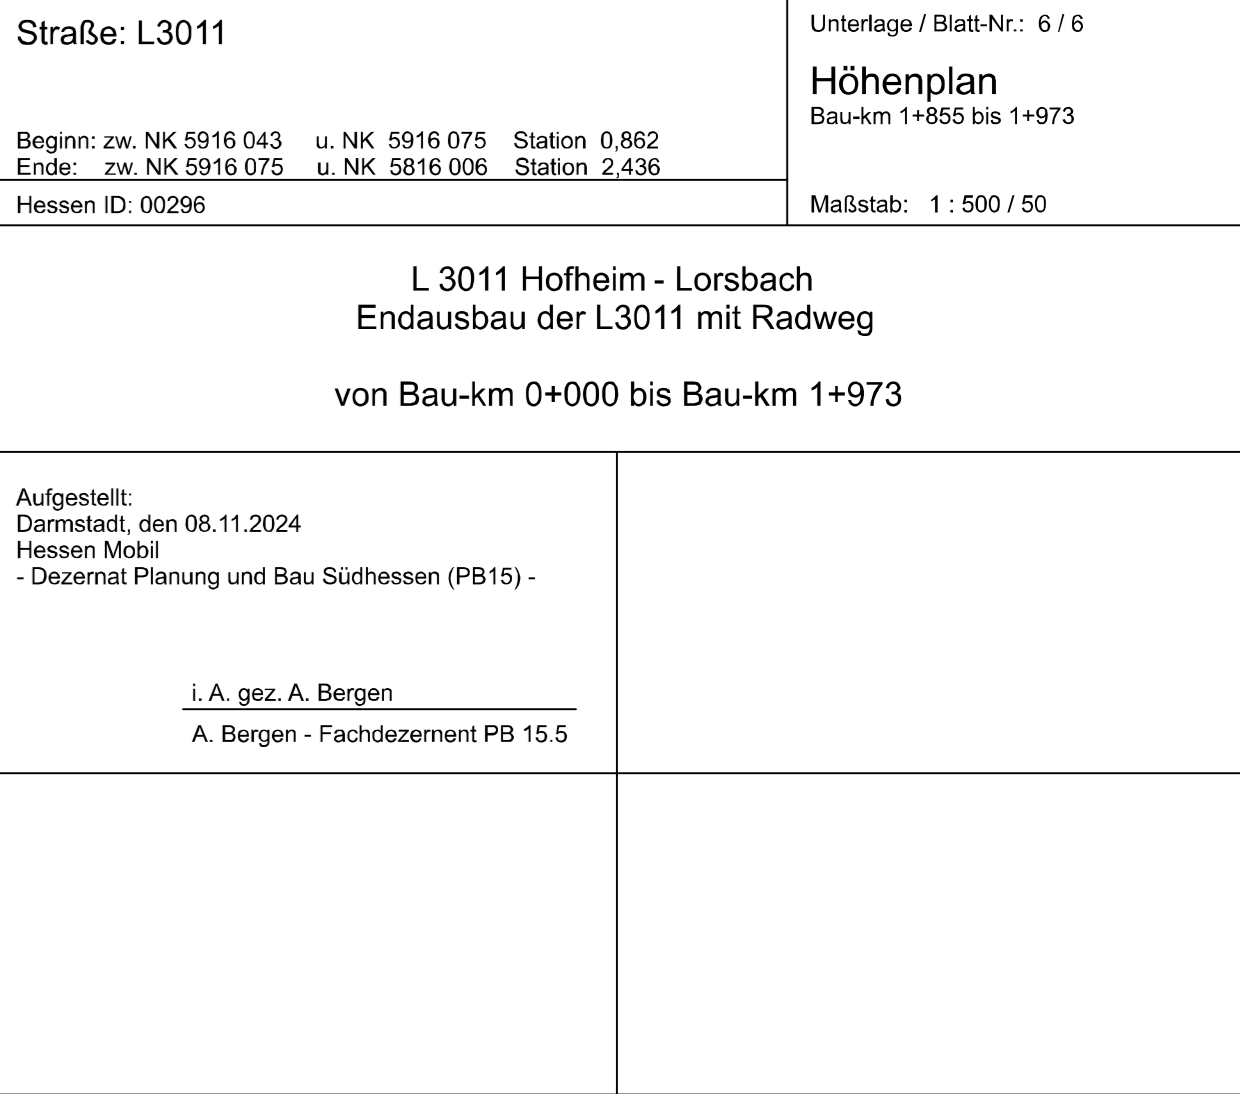 Straße: L3011
Beginn: zw. NK 5916 043 u. NK 5916 075 Station 0,862
Ende: zw. NK 5916 075 u. NK 5816 006 Station 2,436
Hessen ID: 00296
Unterlage / Blatt-Nr.: 6 / 6
Höhenplan
Bau-km 1+855 bis 1+973
Maßstab: 1 : 500 / 50
L 3011 Hofheim - Lorsbach
Endausbau der L3011 mit Radweg
von Bau-km 0+000 bis Bau-km 1+973
Aufgestellt:
Darmstadt, den 08.11.2024
Hessen Mobil
- Dezernat Planung und Bau Südhessen (PB15) -
i. A. gez. A. Bergen
A. Bergen - Fachdezernent PB 15.5